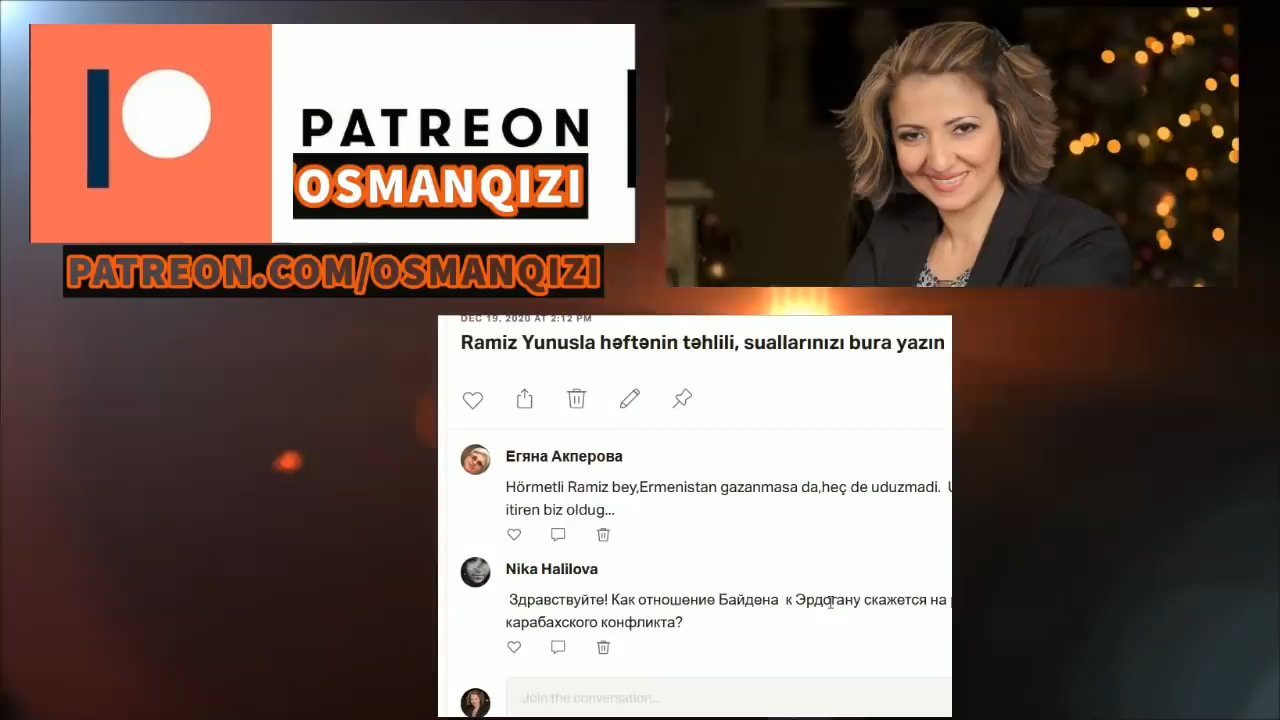 PATREON
/OSMANQIZI
PATREON.COM/OSMANQIZI
DEC 19, 2020 AT 2:12 PM
Ramiz Yunusla həftənin təhlili, suallarınızı bura yazın
Егяна Акперова
Hörmetli Ramiz bey,Ermenistan gazanmasa da,heç de uduzmadi.
itiren biz oldug...
Nika Halilova
Здравствуйте! Как отношение Байдена к Эрдогану скажется на
карабахского конфликта?
Join the conversation...